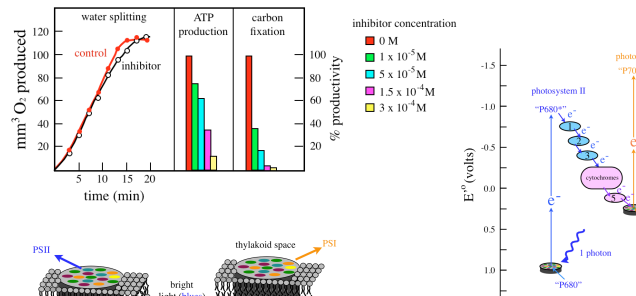 water splitting
control
inhibitor
120
100
80
60
40
20
mm³ O₂ produced
5 10 15 20
time (min)
ATP
production
carbon
fixation
100
80
60
40
20
% productivity
inhibitor concentration
0 M
1 x 10⁻⁵ M
5 x 10⁻⁵ M
1.5 x 10⁻⁴ M
3 x 10⁻⁴ M
PSII
bright
light (blues
thylakoid space
PSI
-1.5
-1.0
-0.5
0.0
0.5
1.0
E'° (volts)
photosystem II
"P680*"
e⁻
1
e⁻
2
e⁻
3
e⁻
cytochromes
e⁻
5
e⁻
e⁻
1 photon
"P680"
photo
"P70
e⁻